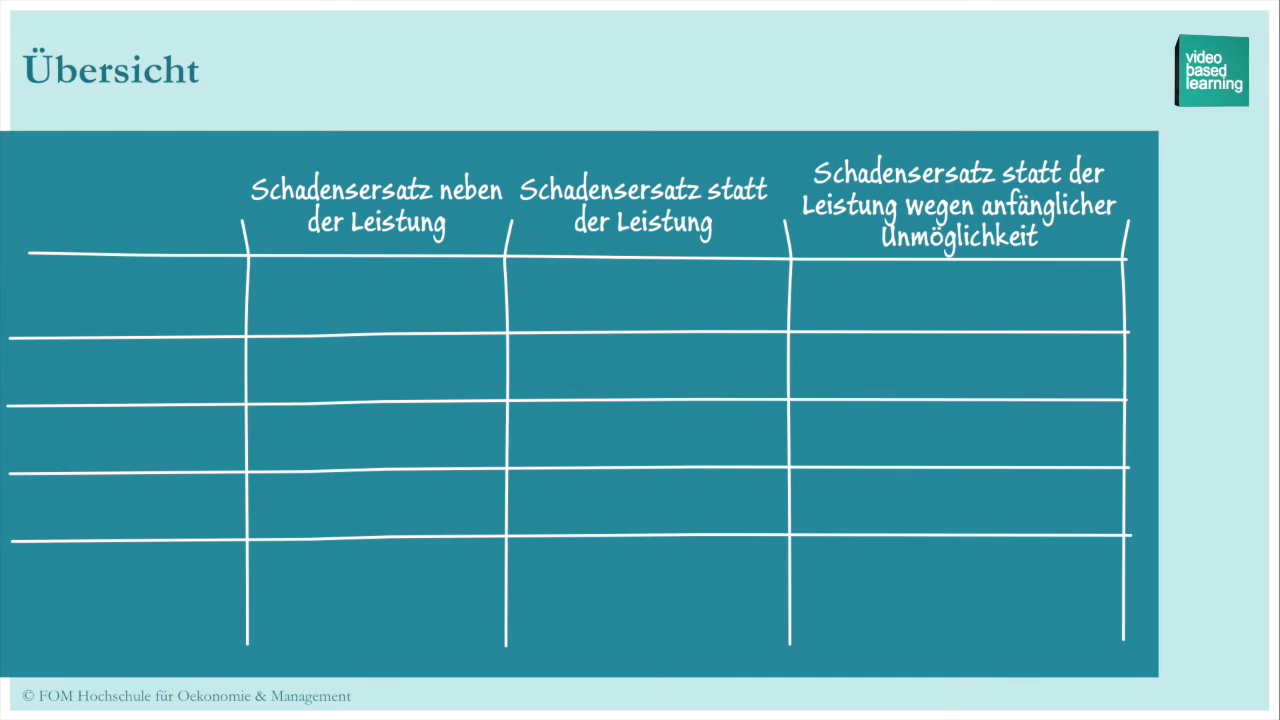 Übersicht
video
based
learning
Schadensersatz neben
der Leistung
Schadensersatz statt
der Leistung
Schadensersatz statt der
Leistung wegen anfänglicher
Unmöglichkeit
© FOM Hochschule für Oekonomie & Management